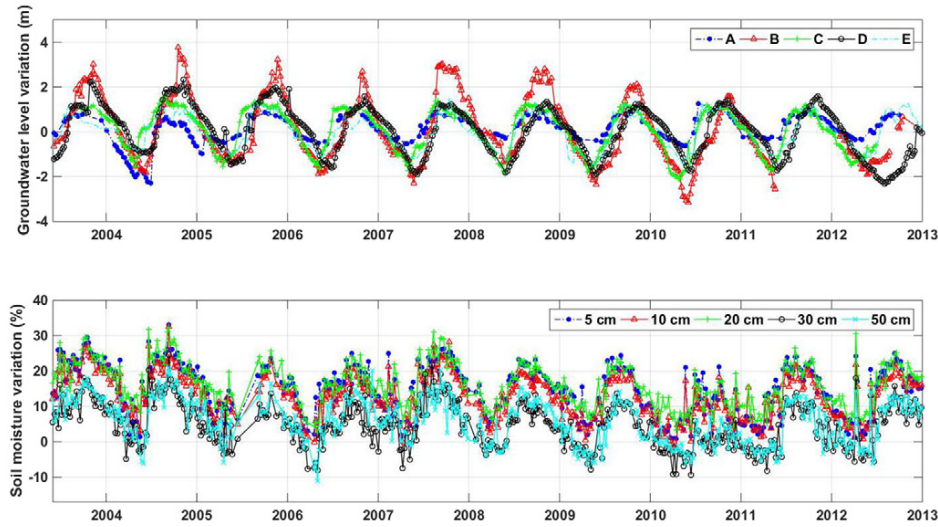 Groundwater level variation (m)
4
2
0
-2
-4
A B C D E
2004 2005 2006 2007 2008 2009 2010 2011 2012 2013
Soil moisture variation (%)
40
30
20
10
0
-10
5 cm 10 cm 20 cm 30 cm 50 cm
2004 2005 2006 2007 2008 2009 2010 2011 2012 2013